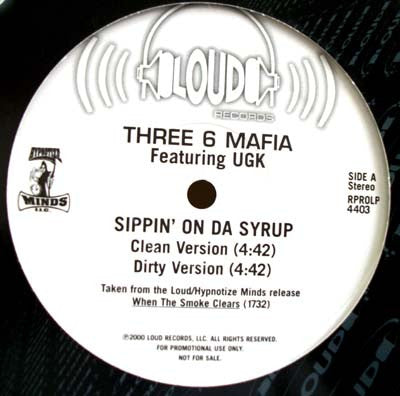 LOUD
RECORDS
THREE 6 MAFIA
Featuring UGK
SIDE A
Stereo
RPROLP
4403
MINDS
LLC.
SIPPIN' ON DA SYRUP
Clean Version (4:42)
Dirty Version (4:42)
Taken from the Loud/Hypnotize Minds release
When The Smoke Clears (1732)
℗2000 LOUD RECORDS, LLC. ALL RIGHTS RESERVED.
FOR PROMOTIONAL USE ONLY.
NOT FOR SALE.